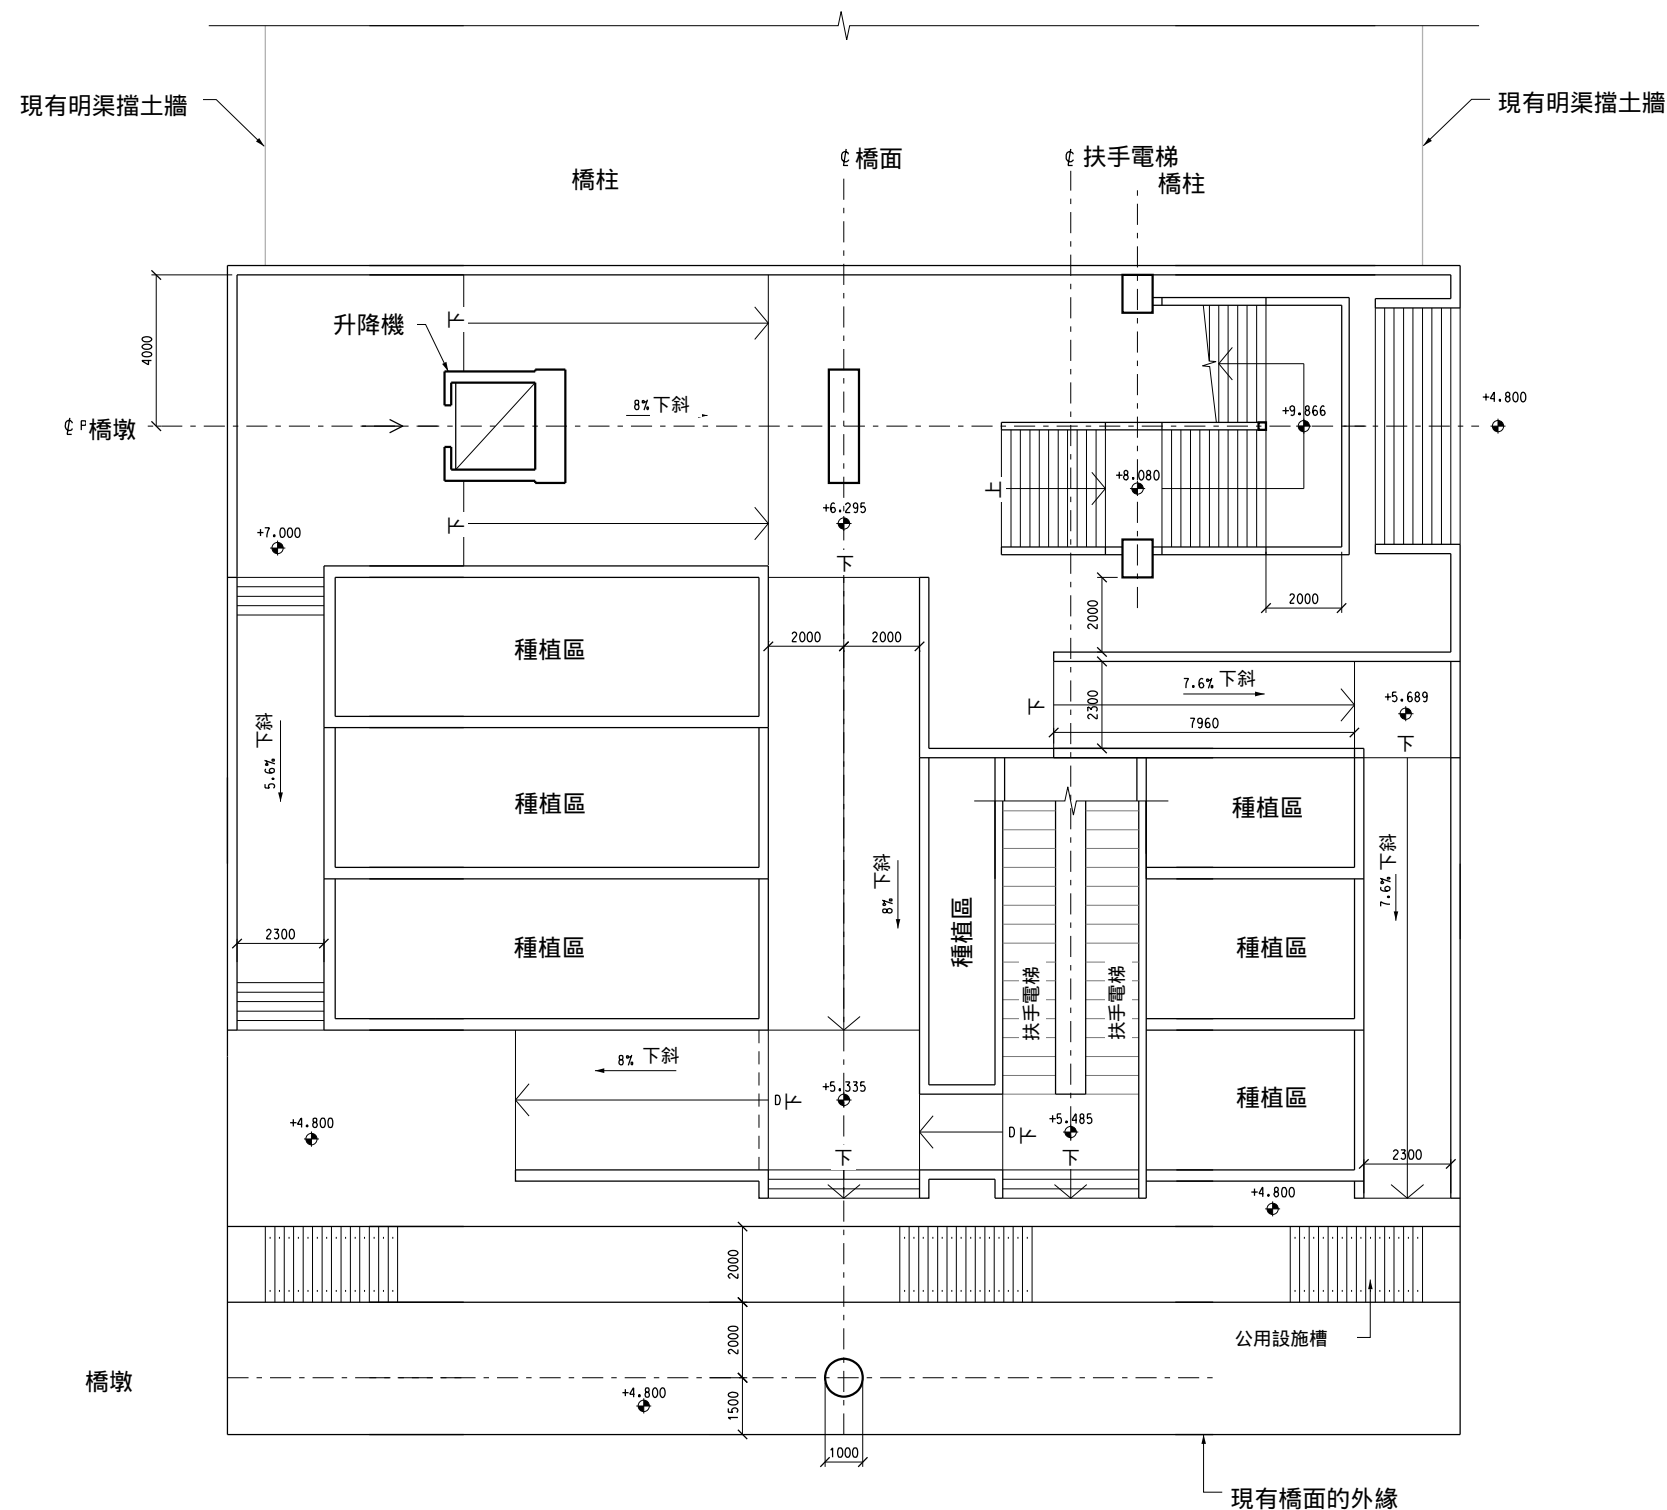 現有明渠擋土牆
現有明渠擋土牆
℄ 橋面
℄ 扶手電梯
橋柱
橋柱
升降機
4000
8% 下斜
下
下
℄ P 橋墩
+9.866
+4.800
+8.080
上
+6.295
下
+7.000
2000
2000
種植區
2000
2000
7.6% 下斜
下
2300
7960
+5.689
下
5.6% 下斜
種植區
種植區
8% 下斜
7.6% 下斜
2300
種植區
種植區
扶手電梯
扶手電梯
種植區
8% 下斜
D下
+5.335
+5.485
D下
種植區
+4.800
下
下
2300
+4.800
2000
2000
公用設施槽
橋墩
+4.800
1500
1000
現有橋面的外緣